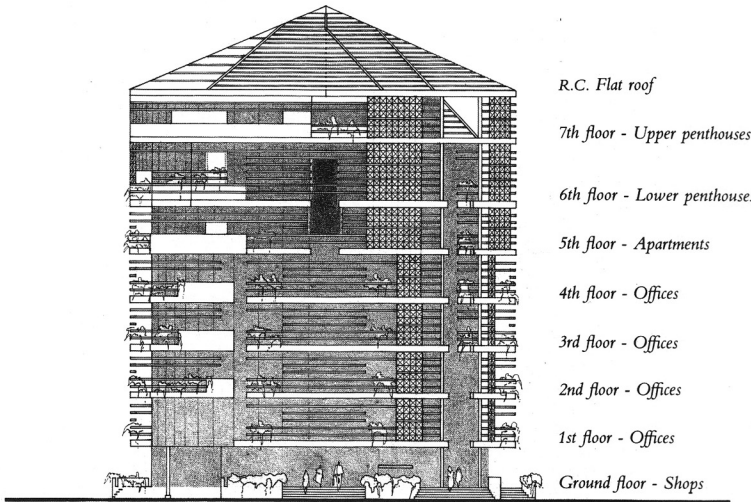 R.C. Flat roof
7th floor - Upper penthouses
6th floor - Lower penthouses
5th floor - Apartments
4th floor - Offices
3rd floor - Offices
2nd floor - Offices
1st floor - Offices
Ground floor - Shops